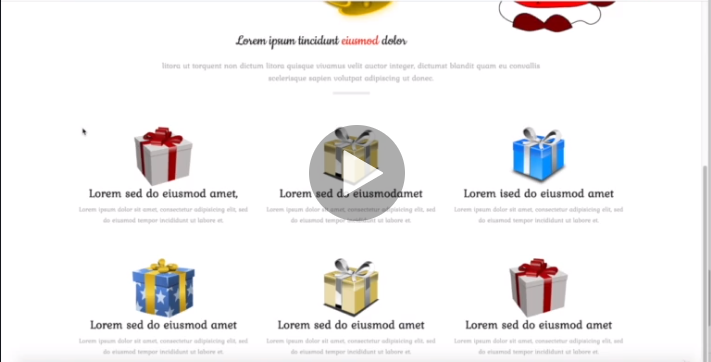 Lorem ipsum tincidunt eiusmod dolor
litora ut torquent non dictum litora quisque vivamus velit auctor integer, dictumst blandit quam eu convallis
scelerisque sapien volutpat adipiscing ut donec.
Lorem sed do eiusmod amet,
Lorem ipsum dolor sit amet, consectetur adipisicing elit, sed
do eiusmod tempor incididunt ut labore et.
Lorem sed do eiusmodamet
Lorem ipsum dolor sit amet, consectetur adipisicing elit, sed
do eiusmod tempor incididunt ut labore et.
Lorem ised do eiusmod amet
Lorem ipsum dolor sit amet, consectetur adipisicing elit, sed
do eiusmod tempor incididunt ut labore et.
Lorem sed do eiusmod amet
Lorem ipsum dolor sit amet, consectetur adipisicing elit, sed
do eiusmod tempor incididunt ut labore et.
Lorem sed do eiusmod amet
Lorem ipsum dolor sit amet, consectetur adipisicing elit, sed
do eiusmod tempor incididunt ut labore et.
Lorem sed do eiusmod amet
Lorem ipsum dolor sit amet, consectetur adipisicing elit, sed
do eiusmod tempor incididunt ut labore et.